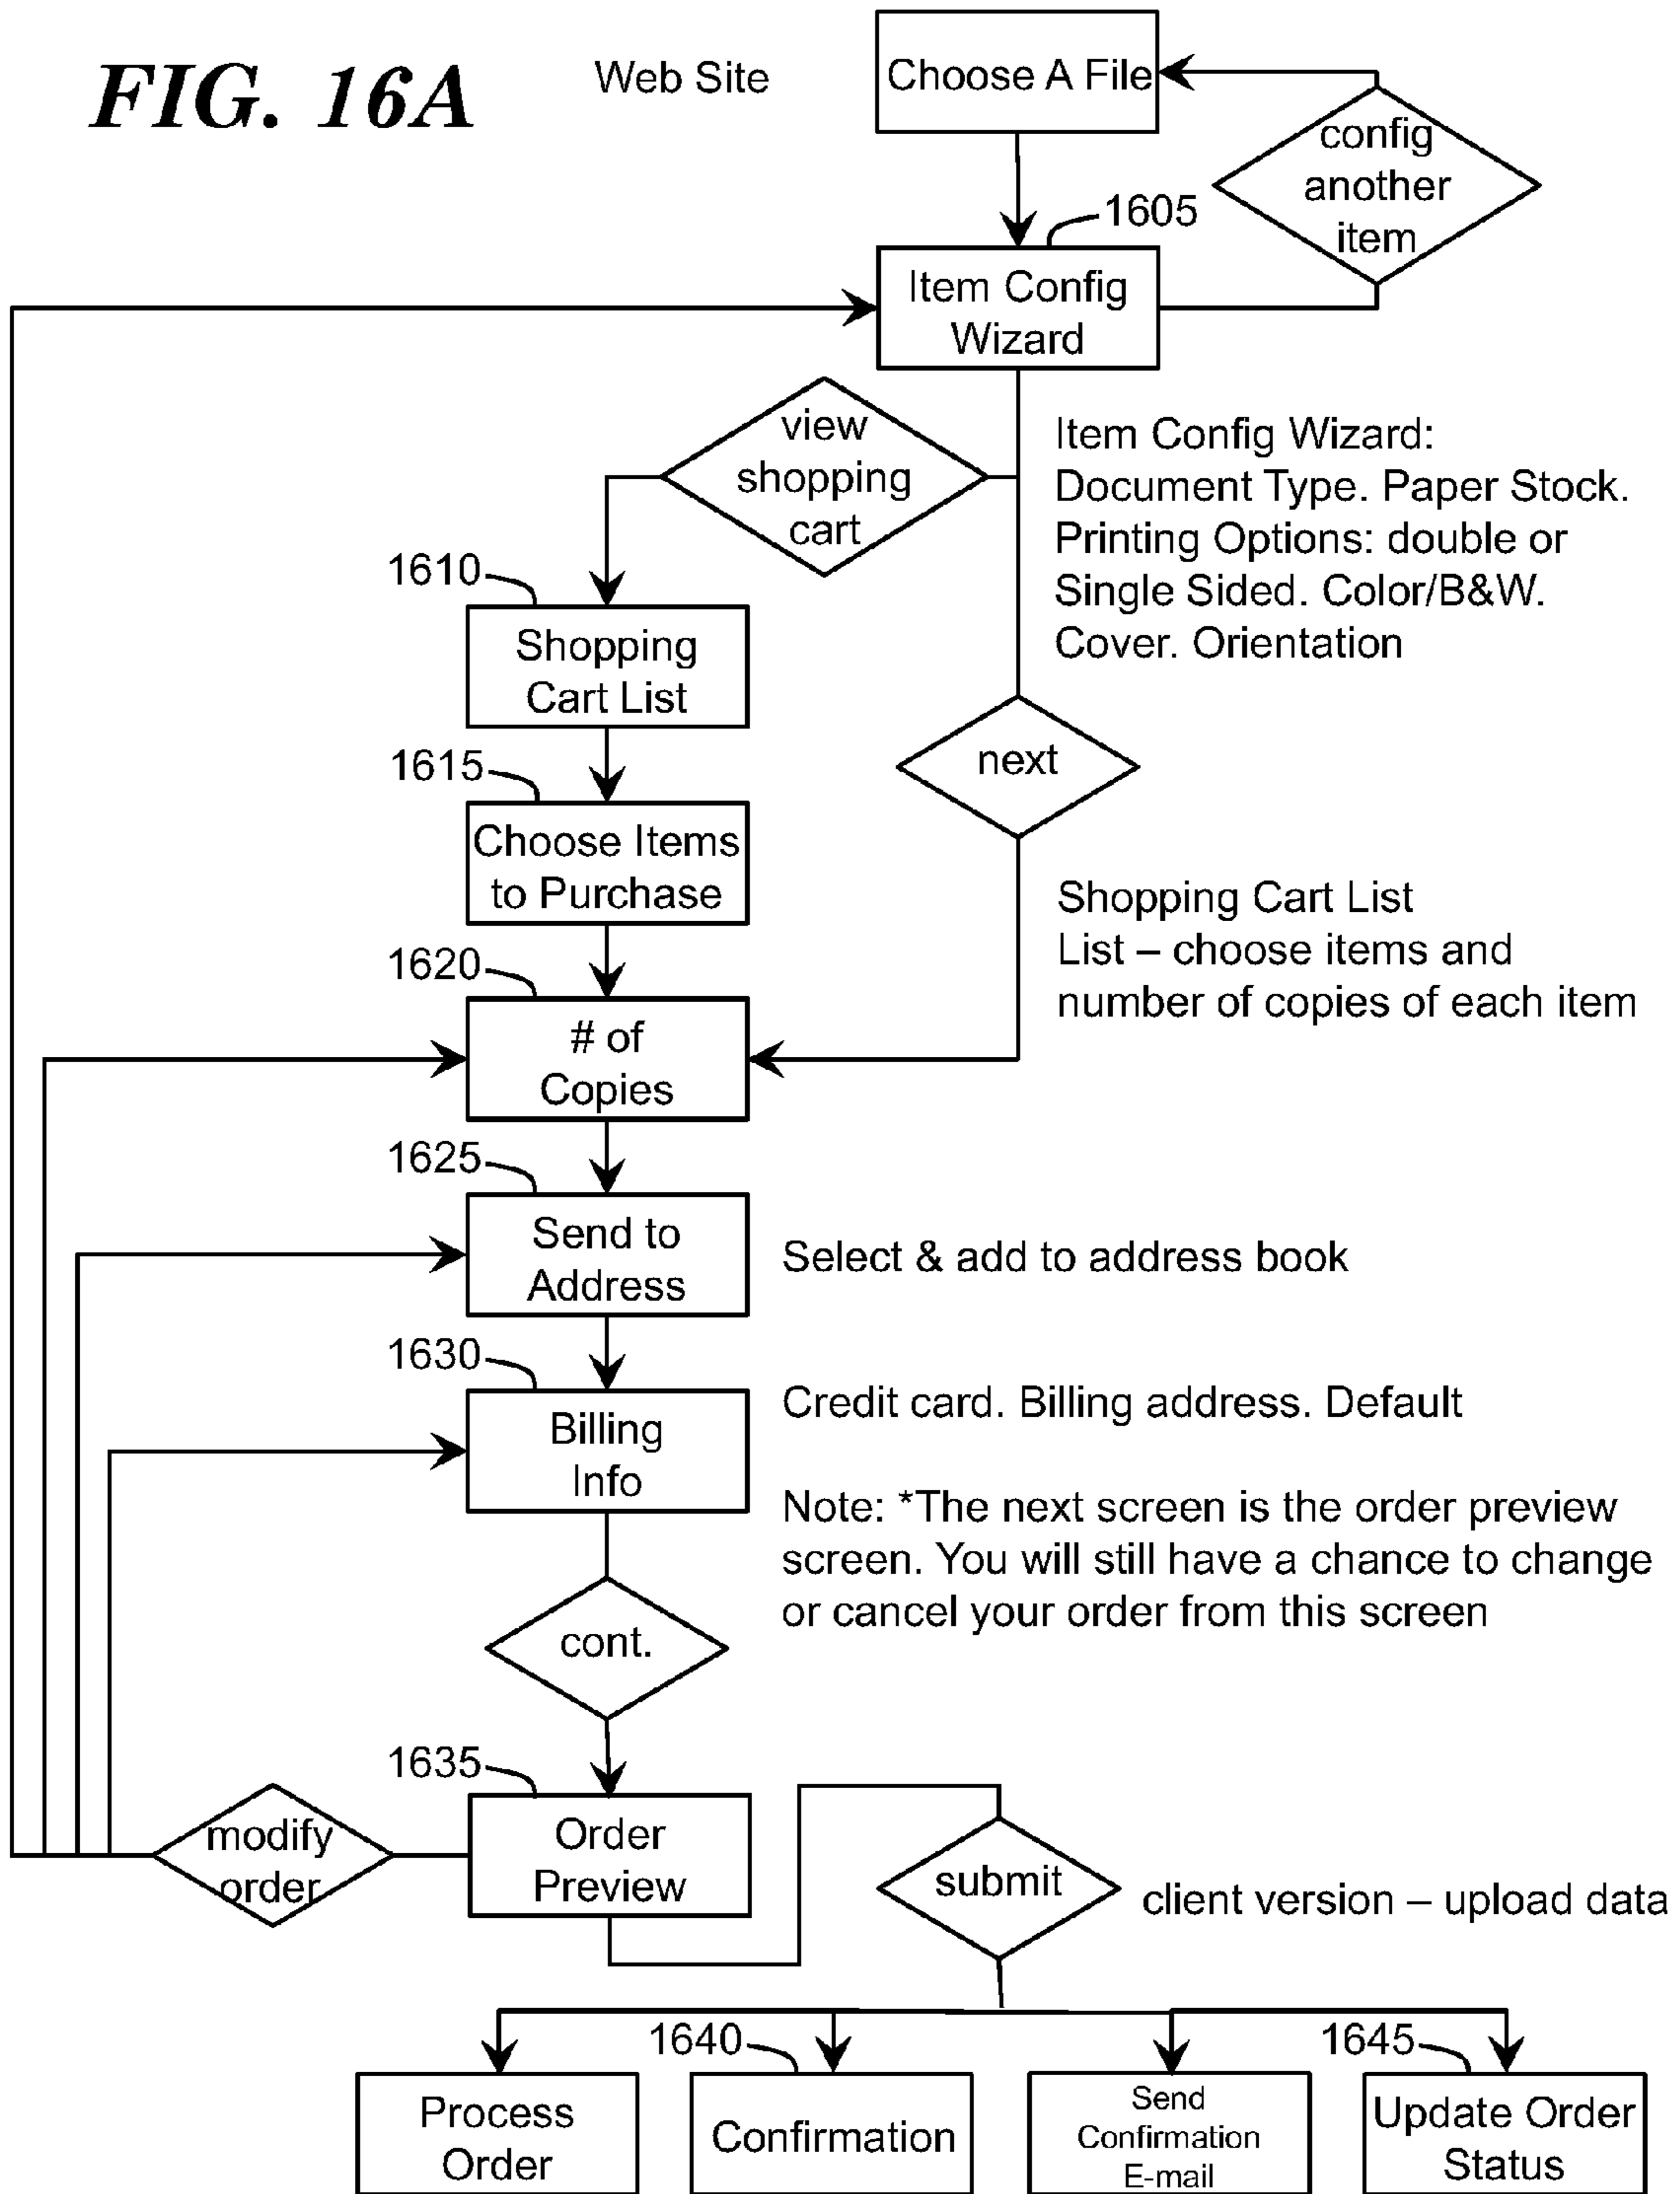 FIG. 16A
Web Site
Choose A File
config
another
item
1605
Item Config
Wizard
view
shopping
cart
Item Config Wizard:
Document Type. Paper Stock.
Printing Options: double or
Single Sided. Color/B&W.
Cover. Orientation
1610
Shopping
Cart List
next
1615
Choose Items
to Purchase
Shopping Cart List
List – choose items and
number of copies of each item
1620
# of
Copies
1625
Send to
Address
Select & add to address book
1630
Billing
Info
Credit card. Billing address. Default
Note: *The next screen is the order preview
screen. You will still have a chance to change
or cancel your order from this screen
cont.
1635
Order
Preview
modify
order
submit
client version – upload data
Process
Order
1640
Confirmation
Send
Confirmation
E-mail
1645
Update Order
Status